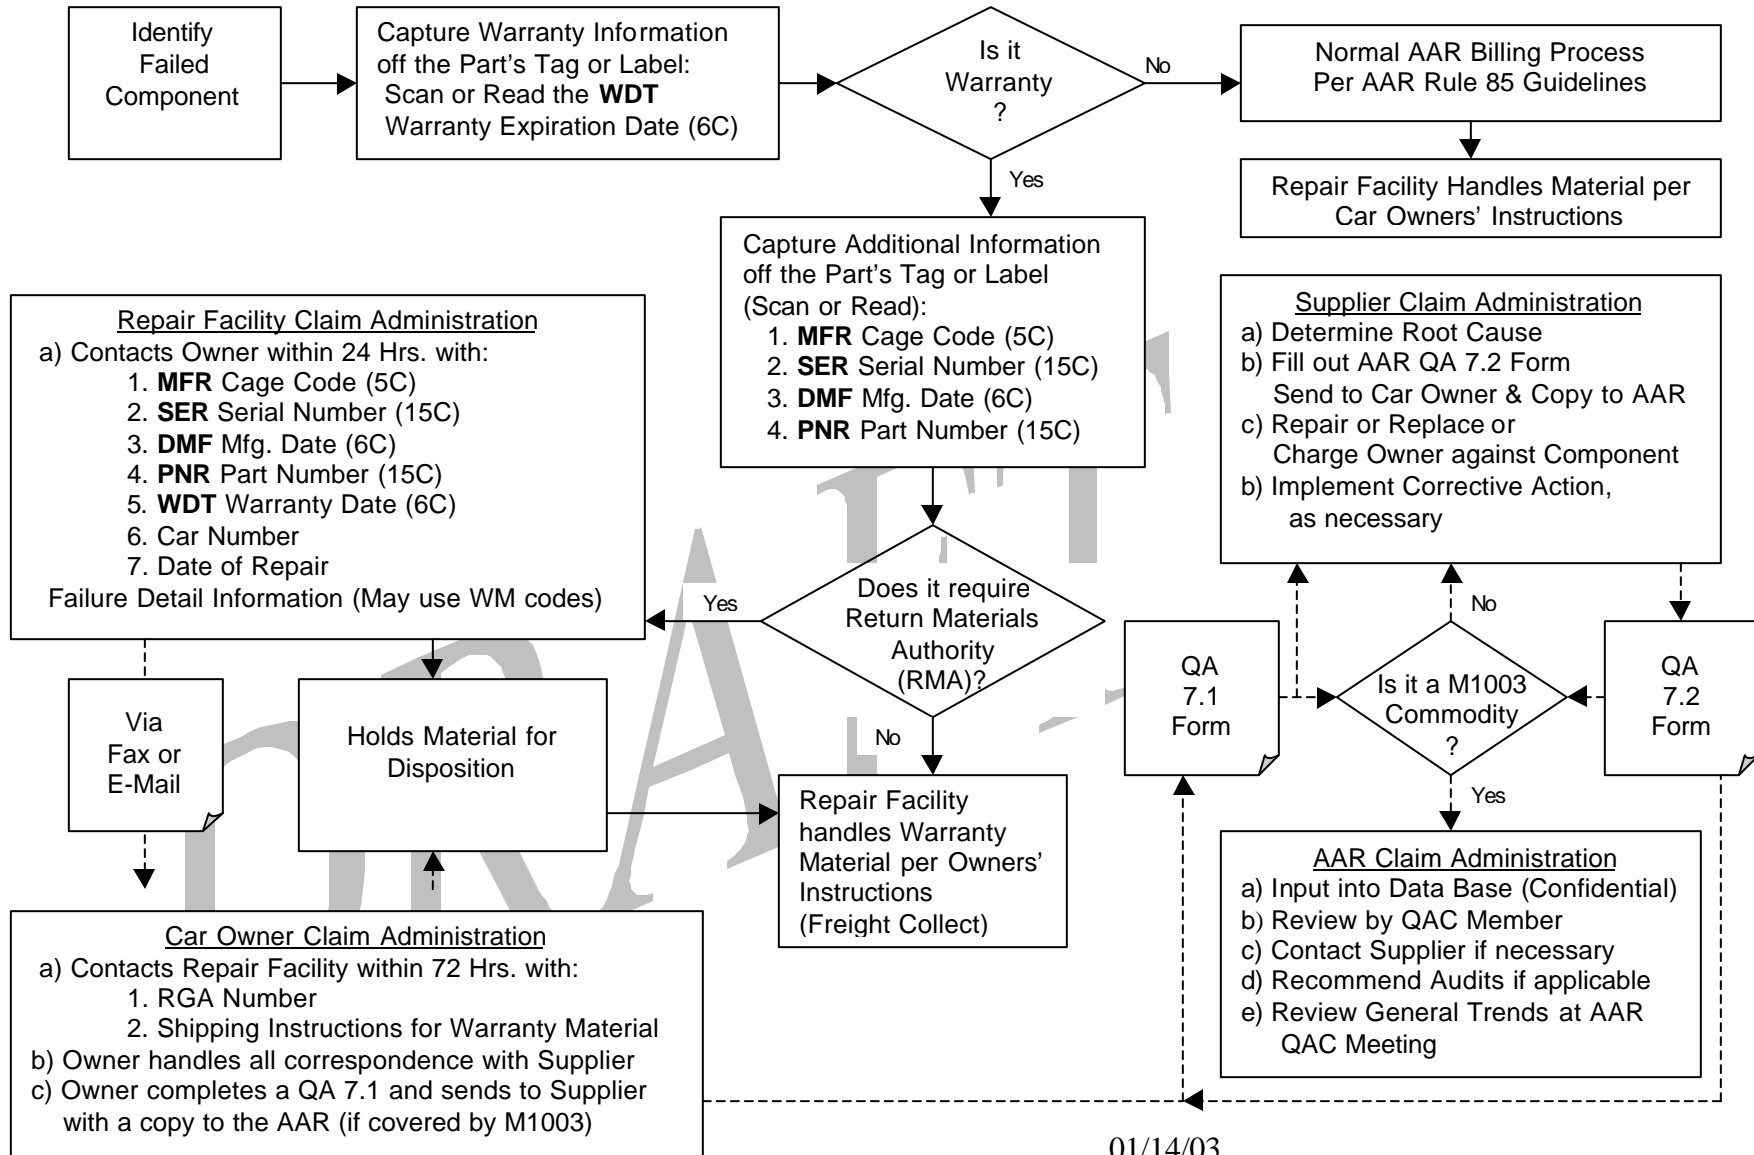 Identify
Failed
Component
Capture Warranty Information
off the Part's Tag or Label:
Scan or Read the WDT
Warranty Expiration Date (6C)
Is it
Warranty
?
No
Normal AAR Billing Process
Per AAR Rule 85 Guidelines
Repair Facility Handles Material per
Car Owners' Instructions
Yes
Capture Additional Information
off the Part's Tag or Label
(Scan or Read):
1. MFR Cage Code (5C)
2. SER Serial Number (15C)
3. DMF Mfg. Date (6C)
4. PNR Part Number (15C)
Does it require
Return Materials
Authority
(RMA)?
Yes
No
Repair Facility Claim Administration
a) Contacts Owner within 24 Hrs. with:
1. MFR Cage Code (5C)
2. SER Serial Number (15C)
3. DMF Mfg. Date (6C)
4. PNR Part Number (15C)
5. WDT Warranty Date (6C)
6. Car Number
7. Date of Repair
Failure Detail Information (May use WM codes)
Via
Fax or
E-Mail
Holds Material for
Disposition
Repair Facility
handles Warranty
Material per Owners'
Instructions
(Freight Collect)
Car Owner Claim Administration
a) Contacts Repair Facility within 72 Hrs. with:
1. RGA Number
2. Shipping Instructions for Warranty Material
b) Owner handles all correspondence with Supplier
c) Owner completes a QA 7.1 and sends to Supplier
with a copy to the AAR (if covered by M1003)
Supplier Claim Administration
a) Determine Root Cause
b) Fill out AAR QA 7.2 Form
Send to Car Owner & Copy to AAR
c) Repair or Replace or
Charge Owner against Component
b) Implement Corrective Action,
as necessary
No
QA
7.1
Form
Is it a M1003
Commodity
?
QA
7.2
Form
Yes
AAR Claim Administration
a) Input into Data Base (Confidential)
b) Review by QAC Member
c) Contact Supplier if necessary
d) Recommend Audits if applicable
e) Review General Trends at AAR
QAC Meeting
01/14/03
DRAFT